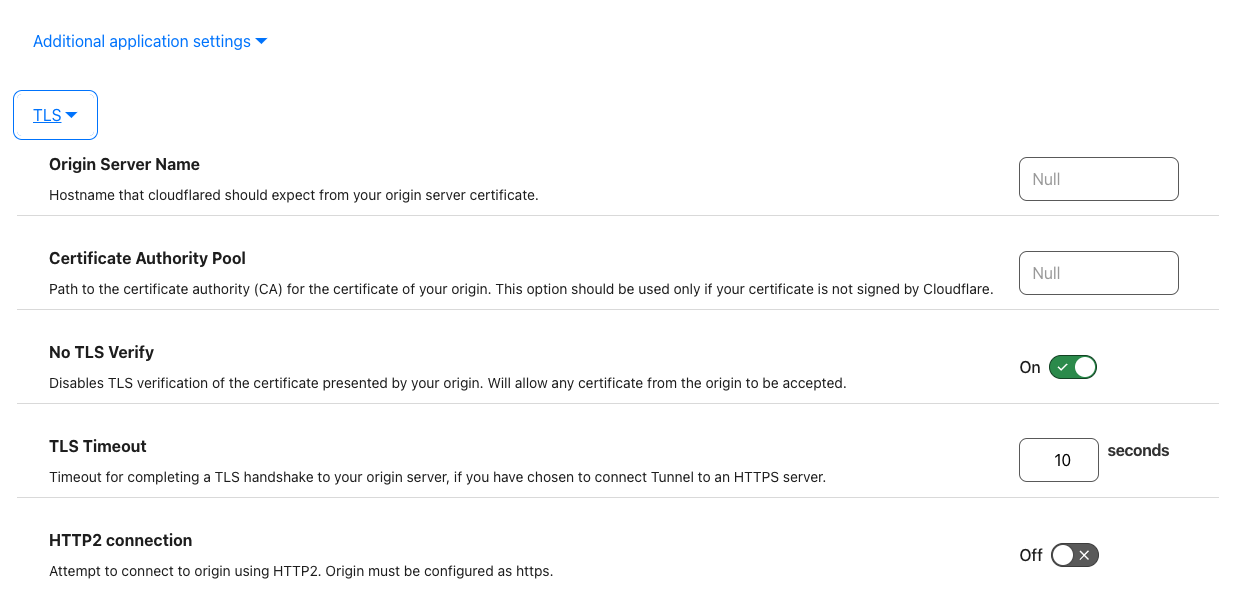 Additional application settings
TLS
Origin Server Name
Hostname that cloudflared should expect from your origin server certificate.
Null
Certificate Authority Pool
Path to the certificate authority (CA) for the certificate of your origin. This option should be used only if your certificate is not signed by Cloudflare.
Null
No TLS Verify
Disables TLS verification of the certificate presented by your origin. Will allow any certificate from the origin to be accepted.
On
TLS Timeout
Timeout for completing a TLS handshake to your origin server, if you have chosen to connect Tunnel to an HTTPS server.
10 seconds
HTTP2 connection
Attempt to connect to origin using HTTP2. Origin must be configured as https.
Off